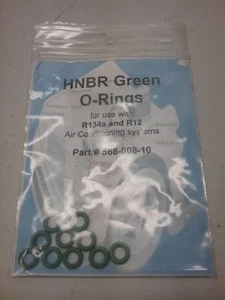 HNBR Green
O-Rings
for use with
R134a and R12
Air Conditioning systems
Part # 568-008-10